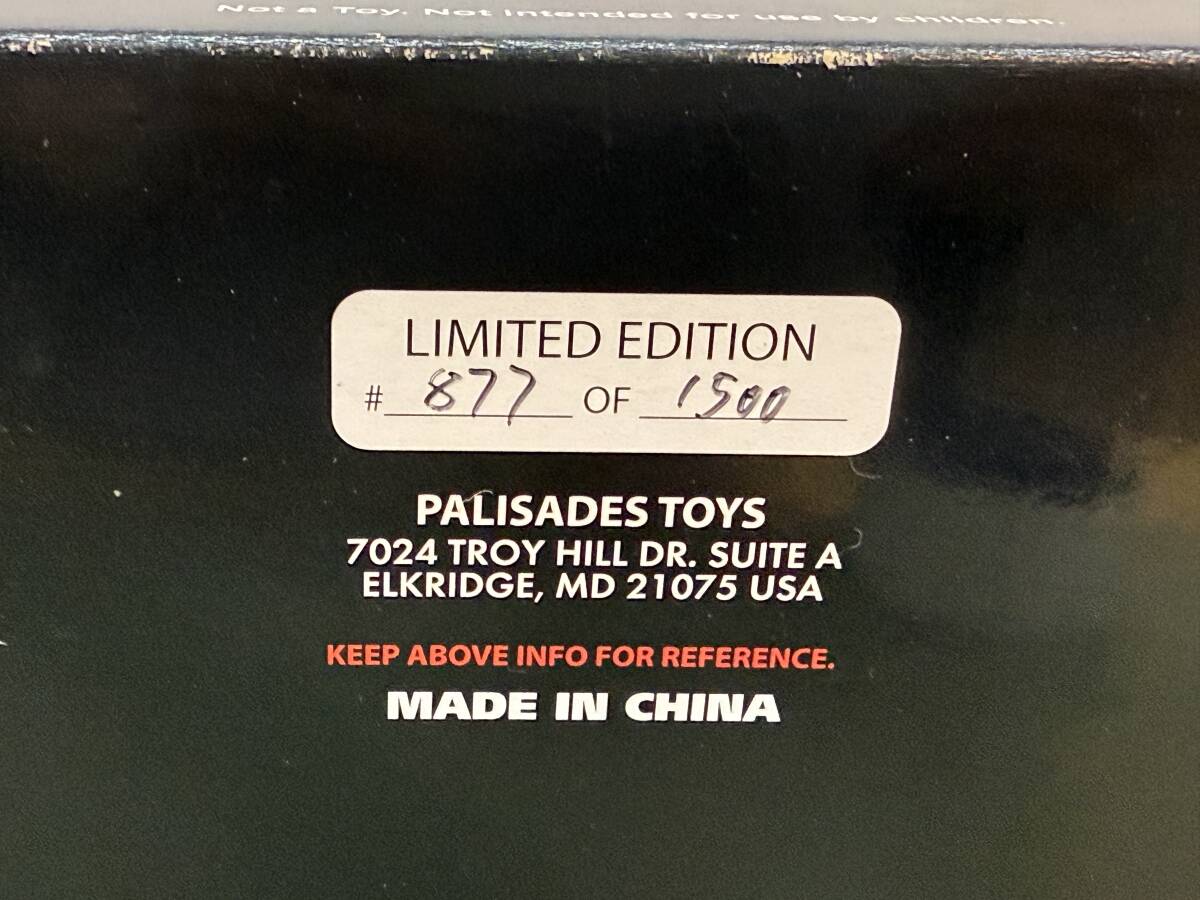 Not a Toy. Not intended for use by children.
LIMITED EDITION
# 877 OF 1500
PALISADES TOYS
7024 TROY HILL DR. SUITE A
ELKRIDGE, MD 21075 USA
KEEP ABOVE INFO FOR REFERENCE.
MADE IN CHINA